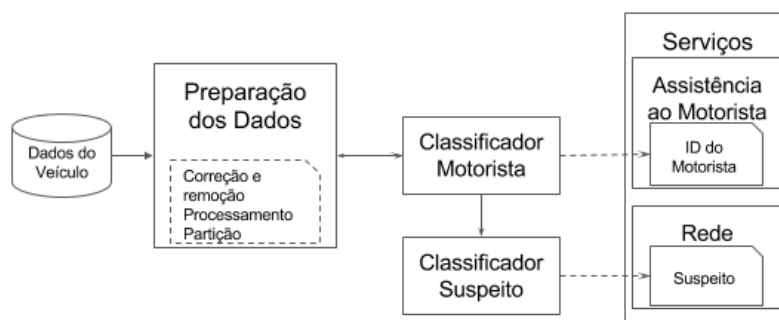 Dados do
Veículo
Preparação
dos Dados
Correção e
remoção
Processamento
Partição
Classificador
Motorista
Classificador
Suspeito
Serviços
Assistência
ao Motorista
ID do
Motorista
Rede
Suspeito